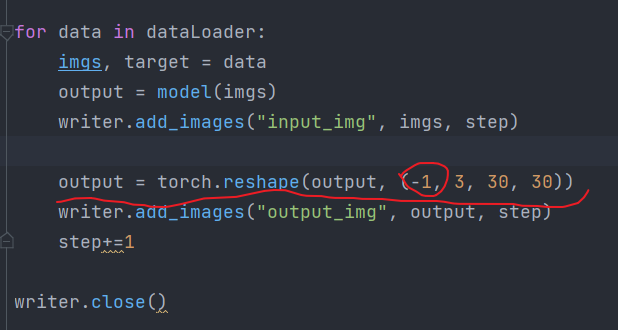 for data in dataLoader:
    imgs, target = data
    output = model(imgs)
    writer.add_images("input_img", imgs, step)
    output = torch.reshape(output, (-1, 3, 30, 30))
    writer.add_images("output_img", output, step)
    step+=1
writer.close()